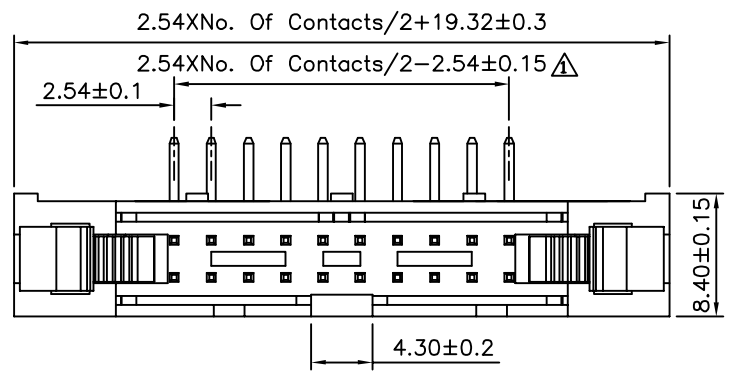 2.54XNo. Of Contacts/2+19.32±0.3
2.54XNo. Of Contacts/2-2.54±0.15 1
2.54±0.1
8.40±0.15
4.30±0.2